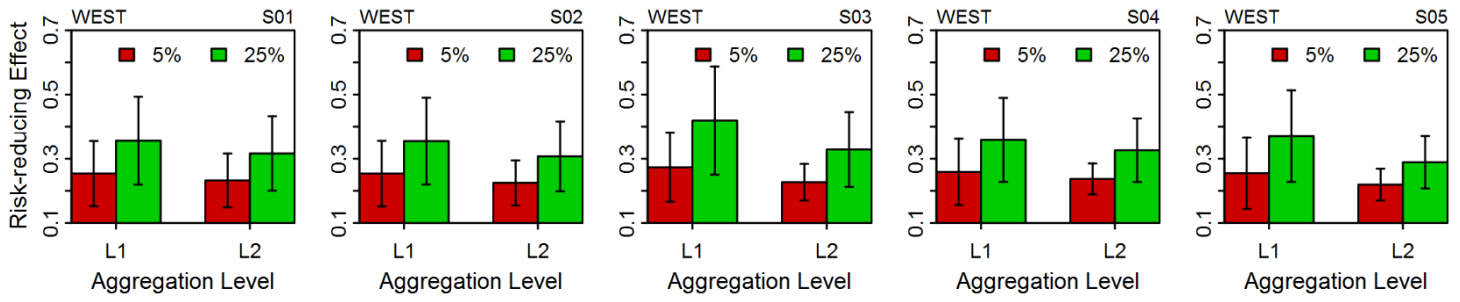 WEST S01 WEST S02 WEST S03 WEST S04 WEST S05
Risk-reducing Effect
0.7 0.5 0.3 0.1
5% 25%
L1 L2
Aggregation Level
0.7 0.5 0.3 0.1
5% 25%
L1 L2
Aggregation Level
0.7 0.5 0.3 0.1
5% 25%
L1 L2
Aggregation Level
0.7 0.5 0.3 0.1
5% 25%
L1 L2
Aggregation Level
0.7 0.5 0.3 0.1
5% 25%
L1 L2
Aggregation Level